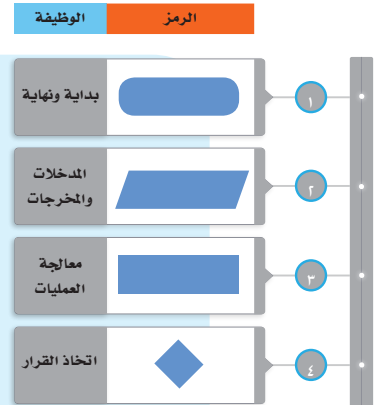 الرمز
الوظيفة
١
بداية ونهاية
٢
المدخلات
والمخرجات
٣
معالجة
العمليات
٤
اتخاذ القرار